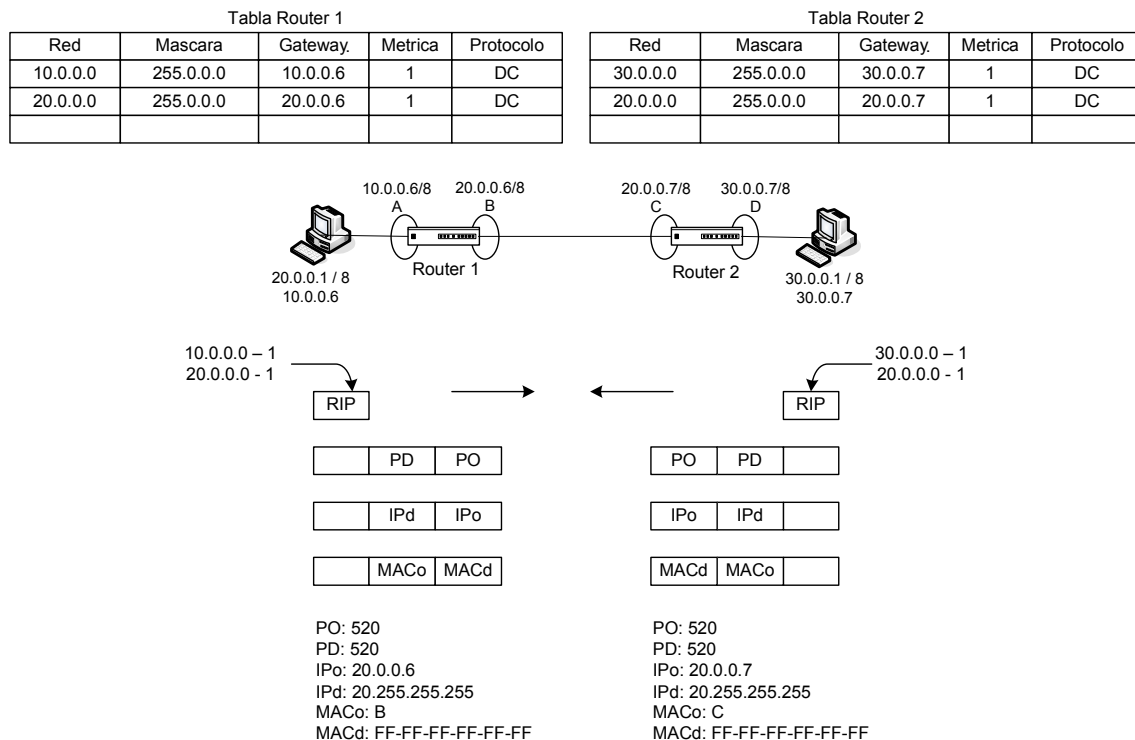 Tabla Router 1
Red Mascara Gateway. Metrica Protocolo
10.0.0.0 255.0.0.0 10.0.0.6 1 DC
20.0.0.0 255.0.0.0 20.0.0.6 1 DC
Tabla Router 2
Red Mascara Gateway. Metrica Protocolo
30.0.0.0 255.0.0.0 30.0.0.7 1 DC
20.0.0.0 255.0.0.0 20.0.0.7 1 DC
10.0.0.6/8 20.0.0.6/8 20.0.0.7/8 30.0.0.7/8
A B C D
Router 1 Router 2
20.0.0.1 / 8
10.0.0.6
30.0.0.1 / 8
30.0.0.7
10.0.0.0 – 1
20.0.0.0 - 1
30.0.0.0 – 1
20.0.0.0 - 1
RIP RIP
PD PO PO PD
IPd IPo IPo IPd
MACo MACd MACd MACo
PO: 520
PD: 520
IPo: 20.0.0.6
IPd: 20.255.255.255
MACo: B
MACd: FF-FF-FF-FF-FF-FF
PO: 520
PD: 520
IPo: 20.0.0.7
IPd: 20.255.255.255
MACo: C
MACd: FF-FF-FF-FF-FF-FF